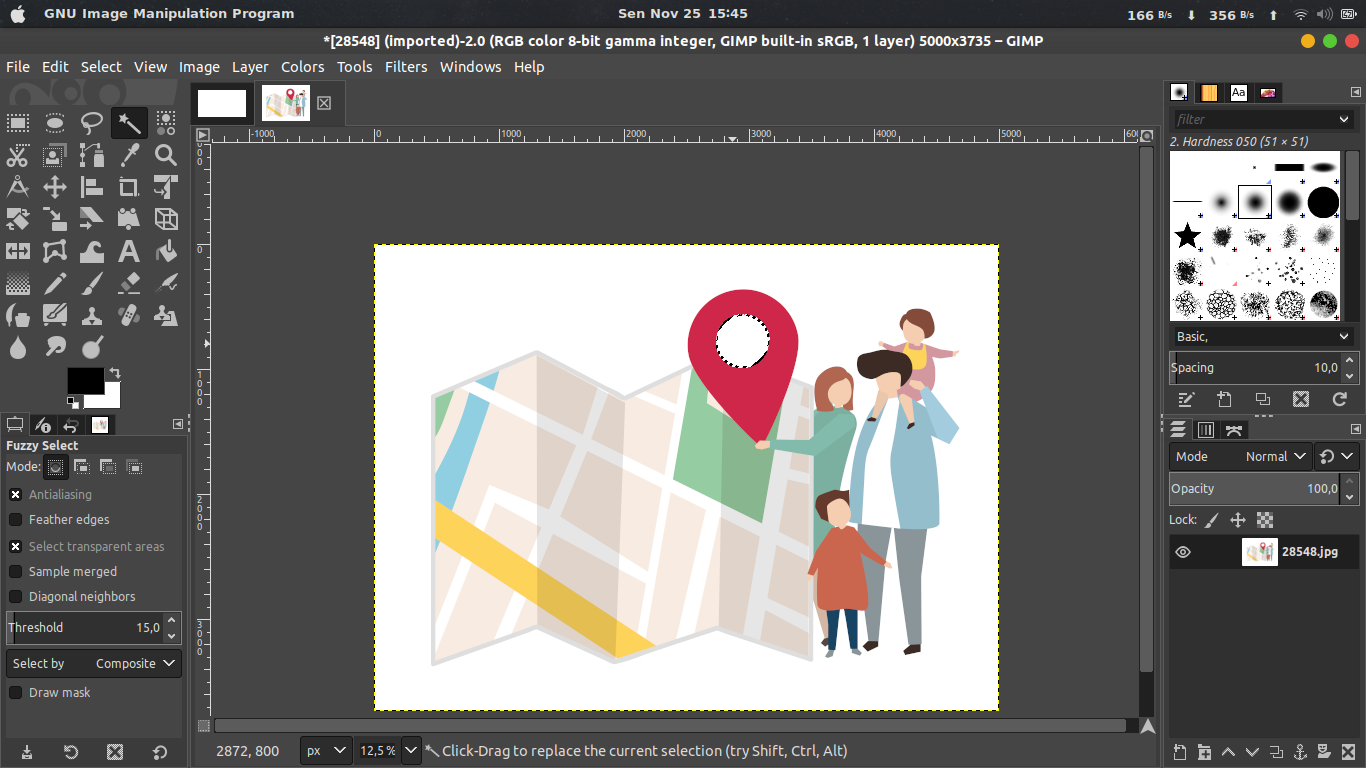 GNU Image Manipulation Program
Sen Nov 25 15:45
166 B/s 356 B/s
*[28548] (imported)-2.0 (RGB color 8-bit gamma integer, GIMP built-in sRGB, 1 layer) 5000x3735 – GIMP
File Edit Select View Image Layer Colors Tools Filters Windows Help
Aa
filter
-1000 0 1000 2000 3000 4000 5000
2. Hardness 050 (51 × 51)
0
1000
2000
3000
Basic,
Spacing 10,0
Fuzzy Select
Mode:
Antialiasing
Feather edges
Select transparent areas
Sample merged
Diagonal neighbors
Threshold 15,0
Select by Composite
Draw mask
Mode Normal
Opacity 100,0
Lock:
28548.jpg
2872, 800 px 12,5 % Click-Drag to replace the current selection (try Shift, Ctrl, Alt)